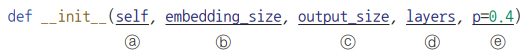 def __init__(self, embedding_size, output_size, layers, p=0.4)
ⓐ ⓑ ⓒ ⓓ ⓔ